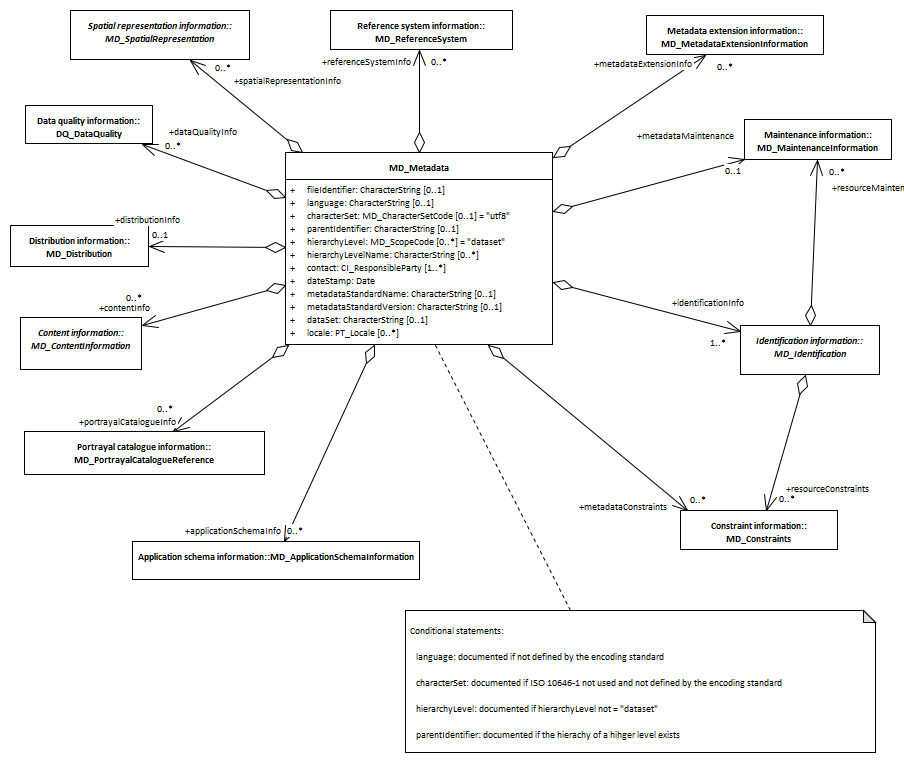 Spatial representation information::
MD_SpatialRepresentation
Reference system information::
MD_ReferenceSystem
Metadata extension information::
MD_MetadataExtensionInformation
+referenceSystemInfo
0..*
+metadataExtensionInfo
0..*
0..*
+spatialRepresentationInfo
Data quality information::
DQ_DataQuality
+dataQualityInfo
0..*
+metadataMaintenance
0..1
Maintenance information::
MD_MaintenanceInformation
0..*
+resourceMainten
MD_Metadata
+ fileIdentifier: CharacterString [0..1]
+ language: CharacterString [0..1]
+ characterSet: MD_CharacterSetCode [0..1] = "utf8"
+ parentIdentifier: CharacterString [0..1]
+ hierarchyLevel: MD_ScopeCode [0..*] = "dataset"
+ hierarchyLevelName: CharacterString [0..*]
+ contact: CI_ResponsibleParty [1..*]
+ dateStamp: Date
+ metadataStandardName: CharacterString [0..1]
+ metadataStandardVersion: CharacterString [0..1]
+ dataSet: CharacterString [0..1]
+ locale: PT_Locale [0..*]
+distributionInfo
0..1
Distribution information::
MD_Distribution
0..*
+contentInfo
Content information::
MD_ContentInformation
+identificationInfo
1..*
Identification information::
MD_Identification
0..*
+portrayalCatalogueInfo
Portrayal catalogue information::
MD_PortrayalCatalogueReference
+resourceConstraints
0..*
0..*
+metadataConstraints
Constraint information::
MD_Constraints
+applicationSchemaInfo
0..*
Application schema information::MD_ApplicationSchemaInformation
Conditional statements:
language: documented if not defined by the encoding standard
characterSet: documented if ISO 10646-1 not used and not defined by the encoding standard
hierarchyLevel: documented if hierarchyLevel not = "dataset"
parentIdentifier: documented if the hierachy of a hihger level exists